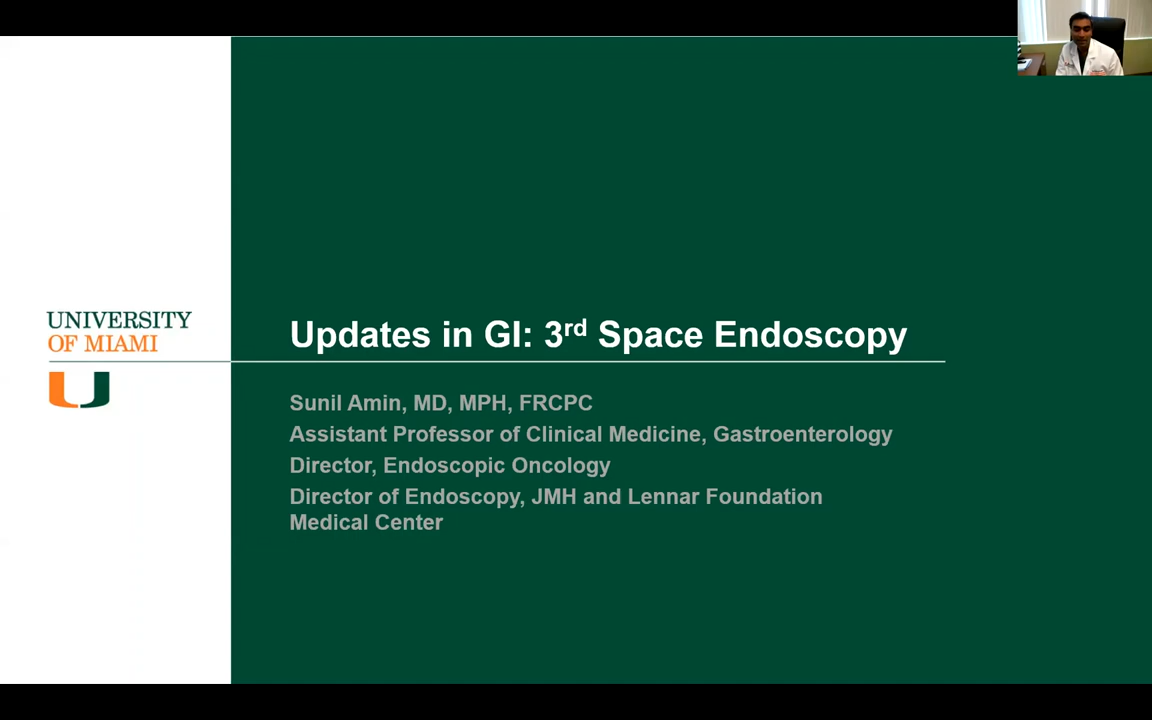 UNIVERSITY
OF MIAMI
Updates in GI: 3rd Space Endoscopy
Sunil Amin, MD, MPH, FRCPC
Assistant Professor of Clinical Medicine, Gastroenterology
Director, Endoscopic Oncology
Director of Endoscopy, JMH and Lennar Foundation
Medical Center